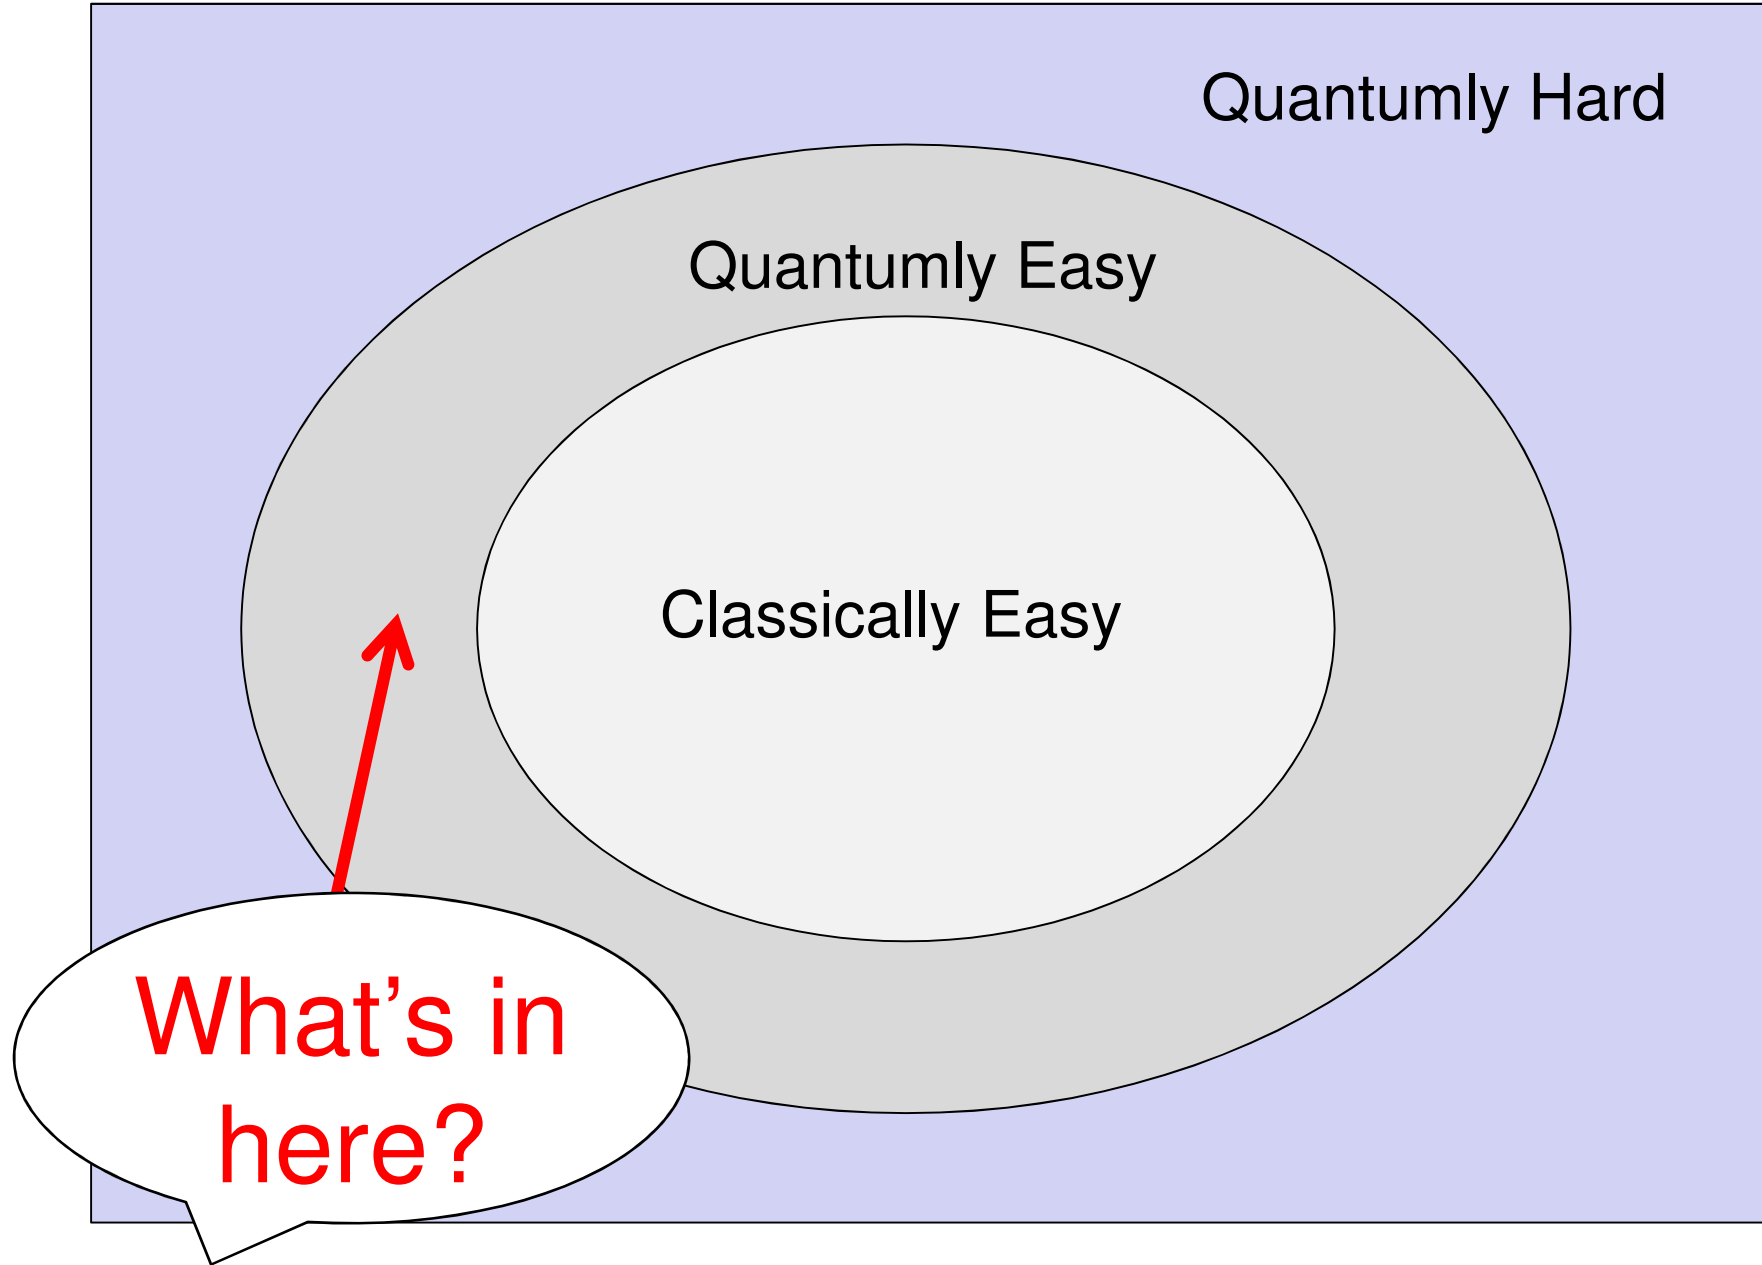 Quantumly Hard
Quantumly Easy
Classically Easy
What’s in
here?